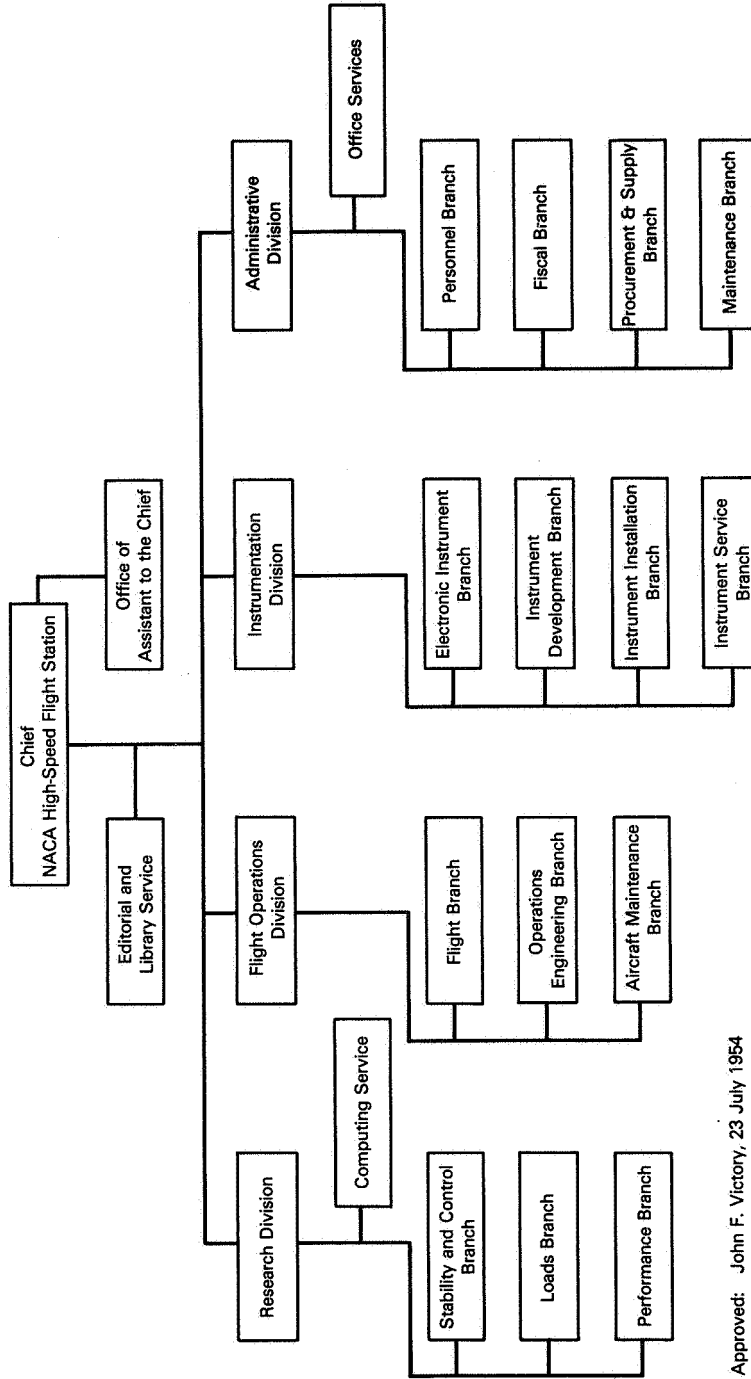 Chief
NACA High-Speed Flight Station
Office of
Assistant to the Chief
Editorial and
Library Service
Research Division
Computing Service
Stability and Control
Branch
Loads Branch
Performance Branch
Flight Operations
Division
Flight Branch
Operations
Engineering Branch
Aircraft Maintenance
Branch
Instrumentation
Division
Electronic Instrument
Branch
Instrument
Development Branch
Instrument Installation
Branch
Instrument Service
Branch
Administrative
Division
Office Services
Personnel Branch
Fiscal Branch
Procurement & Supply
Branch
Maintenance Branch
Approved: John F. Victory, 23 July 1954